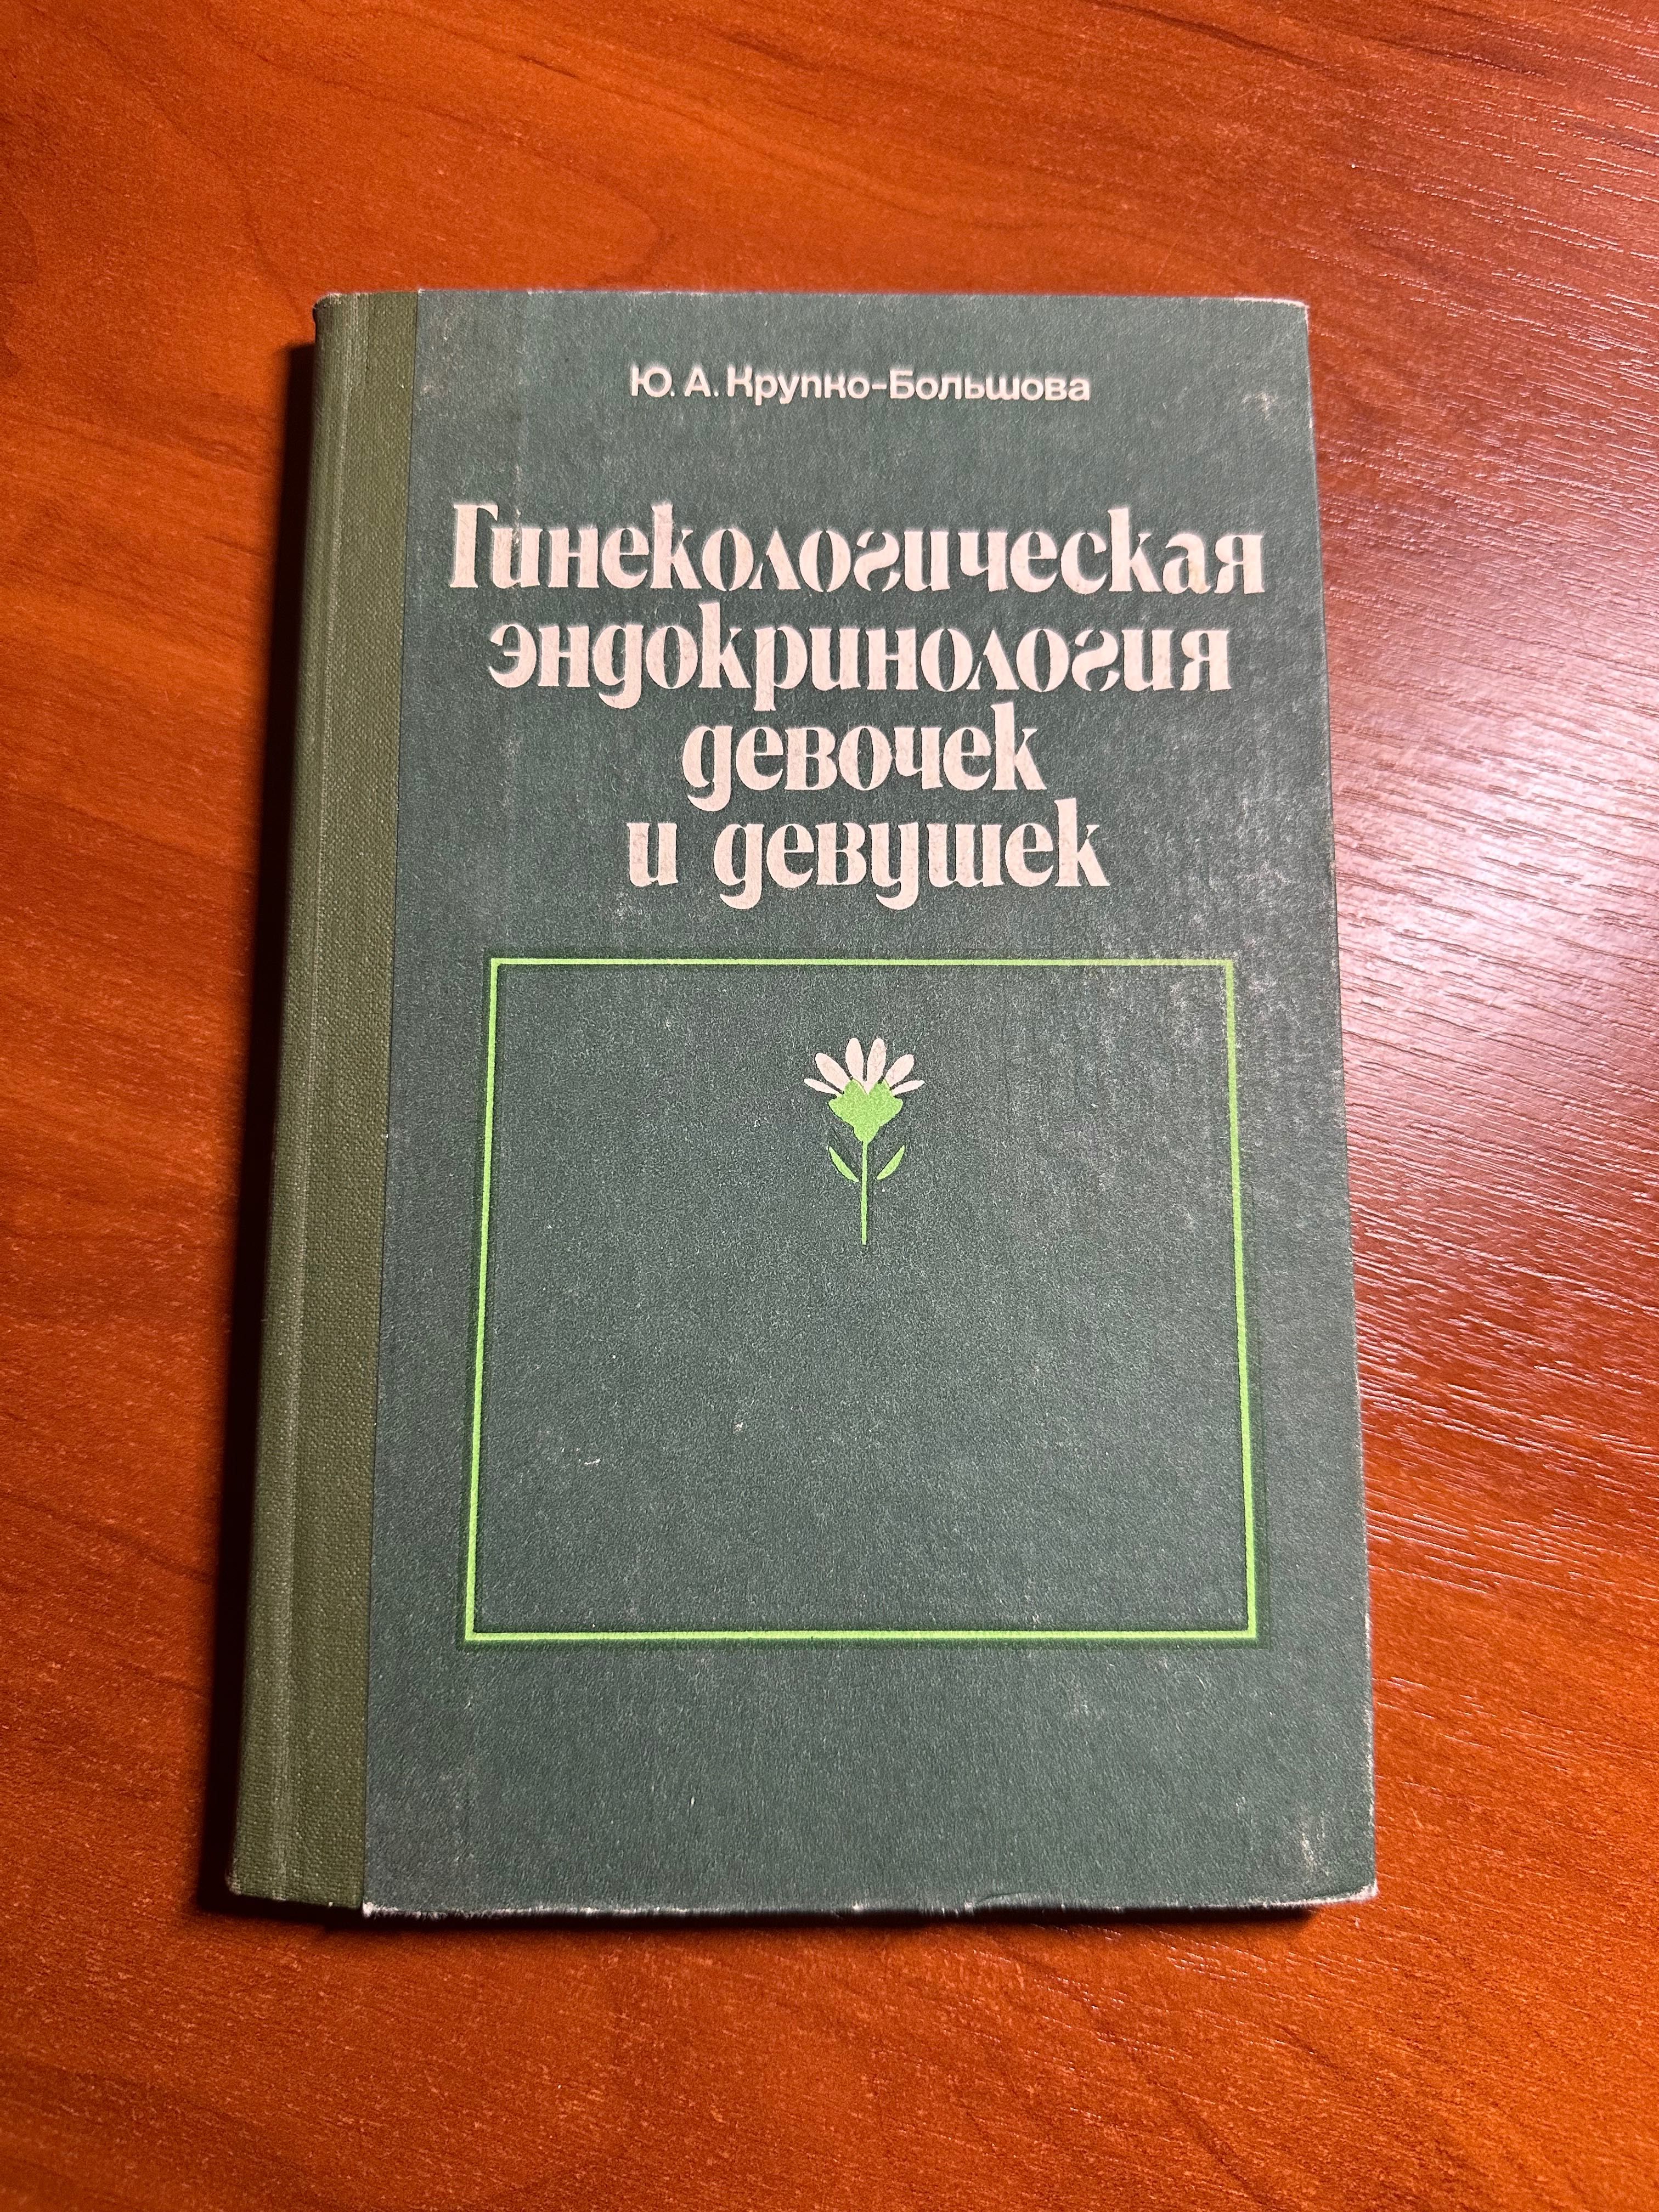 Ю. А. Крупко-Большова
Гинекологическая
эндокринология
девочек
и девушек